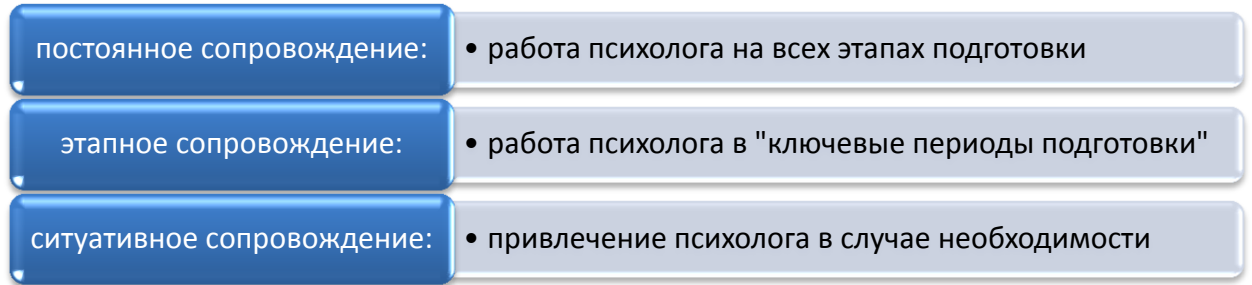 постоянное сопровождение:
• работа психолога на всех этапах подготовки
этапное сопровождение:
• работа психолога в "ключевые периоды подготовки"
ситуативное сопровождение:
• привлечение психолога в случае необходимости